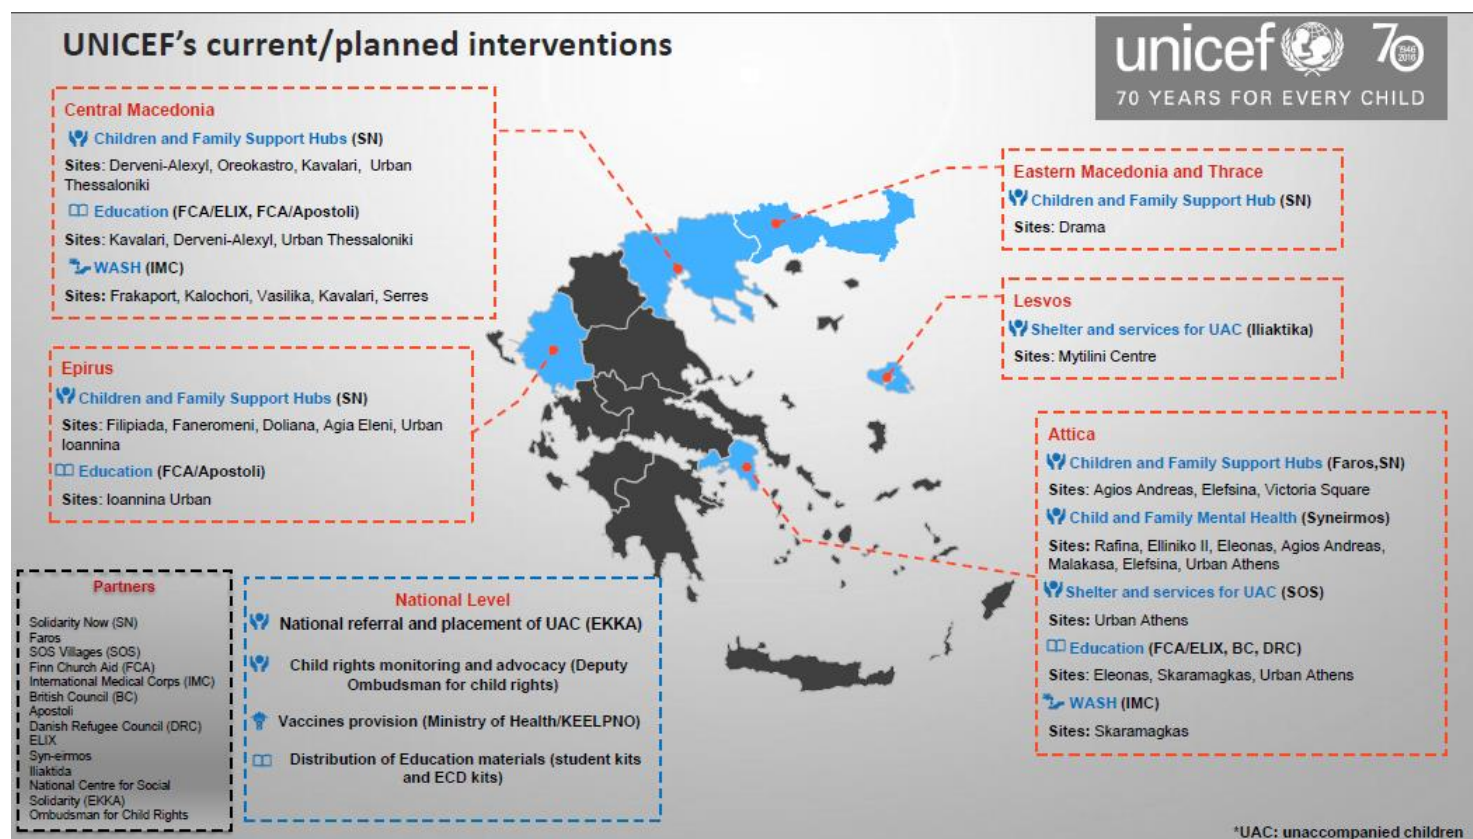 UNICEF's current/planned interventions
unicef 70
1946
2016
70 YEARS FOR EVERY CHILD
Central Macedonia
Children and Family Support Hubs (SN)
Sites: Derveni-Alexyl, Oreokastro, Kavalari, Urban
Thessaloniki
Education (FCA/ELIX, FCA/Apostoli)
Sites: Kavalari, Derveni-Alexyl, Urban Thessaloniki
WASH (IMC)
Sites: Frakaport, Kalochori, Vasilika, Kavalari, Serres
Epirus
Children and Family Support Hubs (SN)
Sites: Filipiada, Faneromeni, Doliana, Agia Eleni, Urban
Ioannina
Education (FCA/Apostoli)
Sites: Ioannina Urban
Eastern Macedonia and Thrace
Children and Family Support Hub (SN)
Sites: Drama
Lesvos
Shelter and services for UAC (Iliaktika)
Sites: Mytilini Centre
Attica
Children and Family Support Hubs (Faros,SN)
Sites: Agios Andreas, Elefsina, Victoria Square
Child and Family Mental Health (Syneirmos)
Sites: Rafina, Elliniko II, Eleonas, Agios Andreas,
Malakasa, Elefsina, Urban Athens
Shelter and services for UAC (SOS)
Sites: Urban Athens
Education (FCA/ELIX, BC, DRC)
Sites: Eleonas, Skaramagkas, Urban Athens
WASH (IMC)
Sites: Skaramagkas
Partners
Solidarity Now (SN)
Faros
SOS Villages (SOS)
Finn Church Aid (FCA)
International Medical Corps (IMC)
British Council (BC)
Apostoli
Danish Refugee Council (DRC)
ELIX
Syn-eirmos
Iliaktida
National Centre for Social
Solidarity (EKKA)
Ombudsman for Child Rights
National Level
National referral and placement of UAC (EKKA)
Child rights monitoring and advocacy (Deputy
Ombudsman for child rights)
Vaccines provision (Ministry of Health/KEELPNO)
Distribution of Education materials (student kits
and ECD kits)
*UAC: unaccompanied children